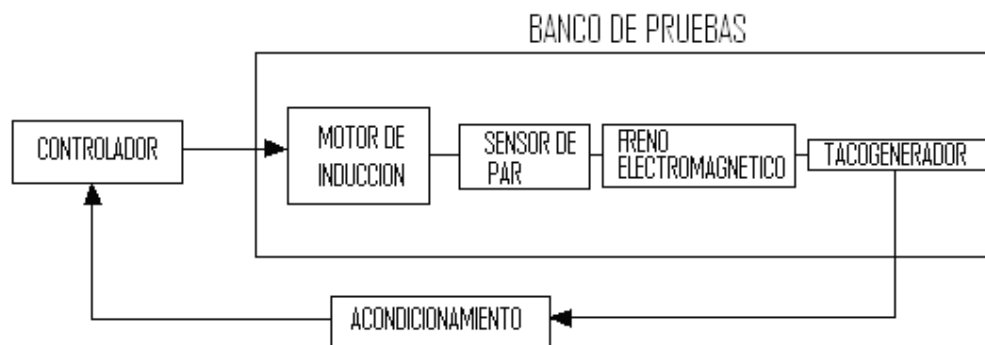 BANCO DE PRUEBAS
CONTROLADOR
MOTOR DE
INDUCCION
SENSOR DE
PAR
FRENO
ELECTROMAGNETICO
TACOGENERADOR
ACONDICIONAMIENTO